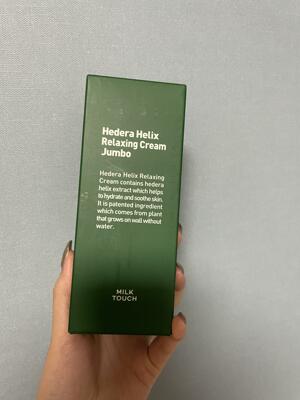 Hedera Helix
Relaxing Cream
Jumbo
Hedera Helix Relaxing
Cream contains hedera
helix extract which helps
to hydrate and soothe skin.
It is patented ingredient
which comes from plant
that grows on wall without
water.
MILK
TOUCH